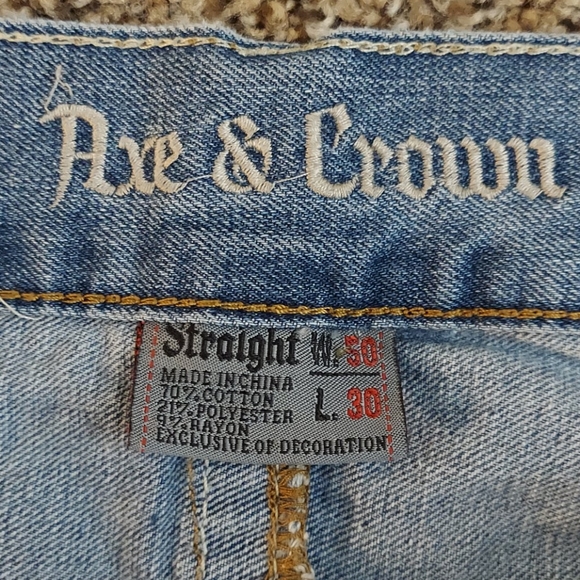 Axe & Crown
Straight W. 50
MADE IN CHINA L. 30
70% COTTON
21% POLYESTER
9% RAYON
EXCLUSIVE OF DECORATION